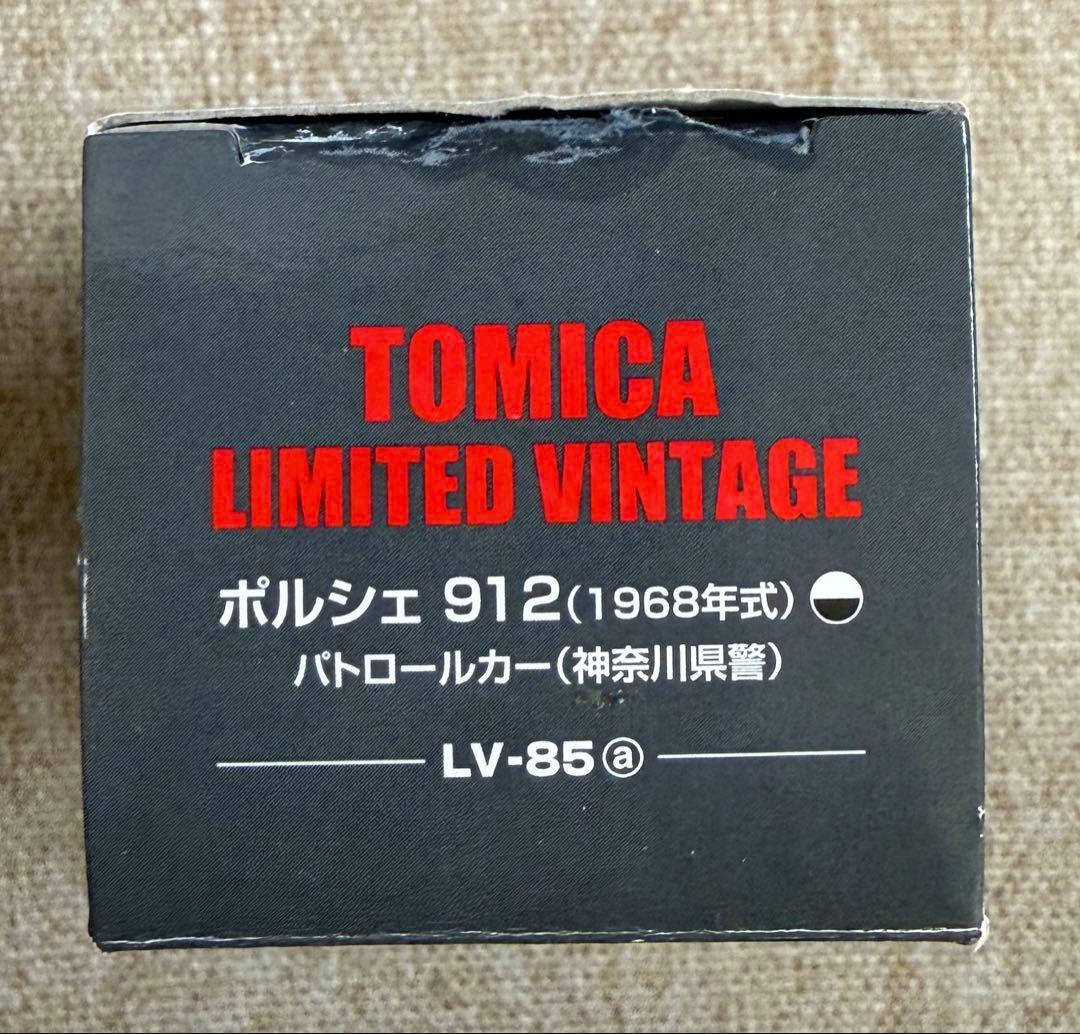 TOMICA
LIMITED VINTAGE
ポルシェ 912（1968年式）
パトロールカー（神奈川県警）
LV-85ⓐ